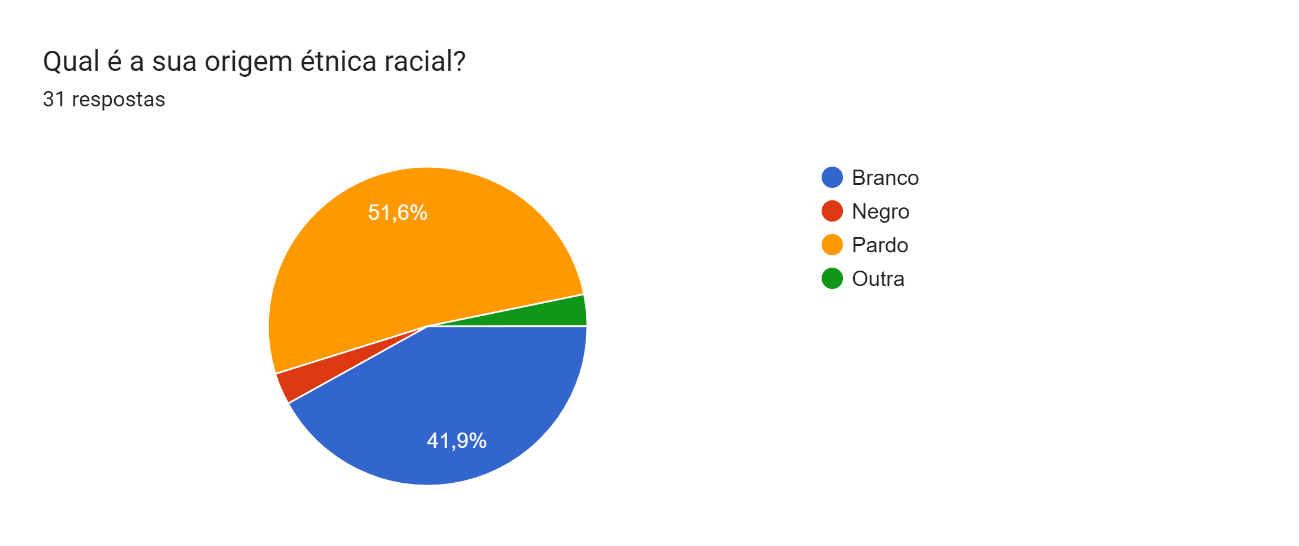 Qual é a sua origem étnica racial?
31 respostas
51,6%
41,9%
Branco
Negro
Pardo
Outra